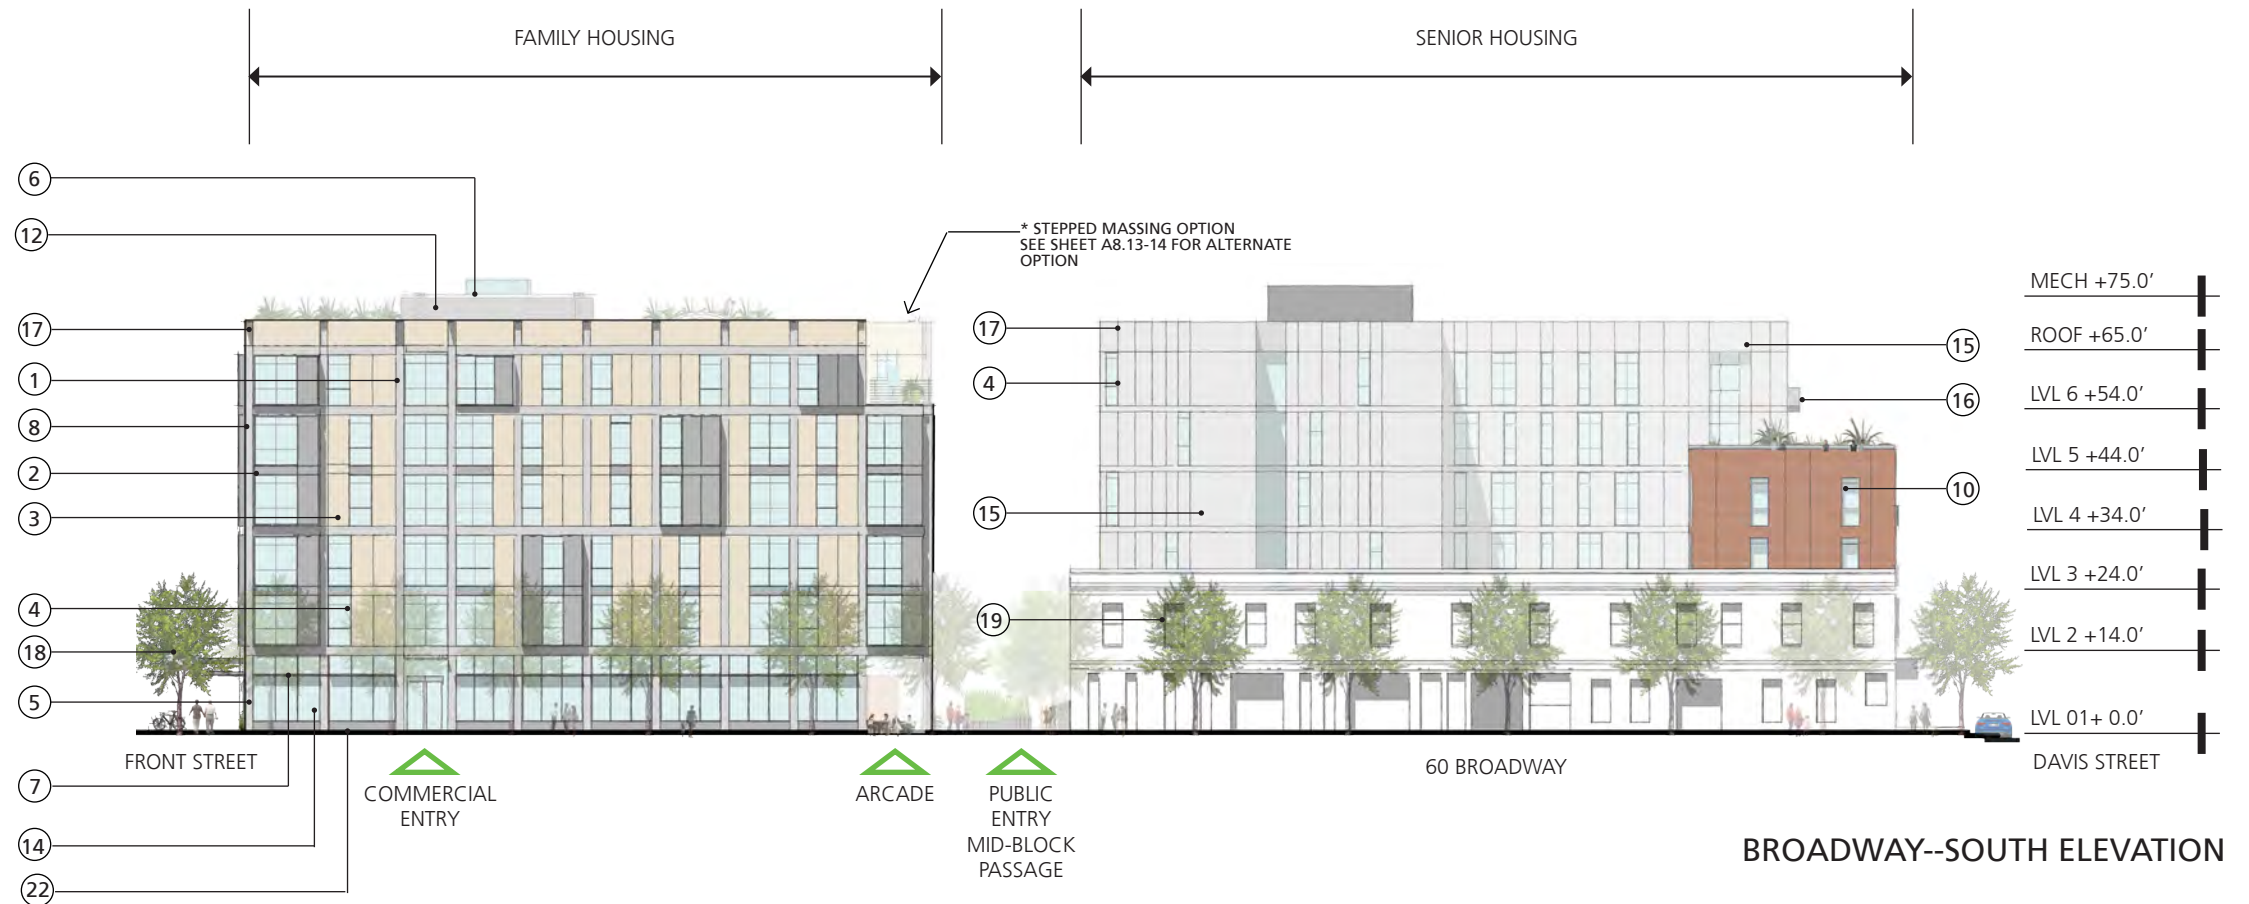 FAMILY HOUSING
SENIOR HOUSING
6
12
17
1
8
2
3
4
18
5
7
14
22
* STEPPED MASSING OPTION
SEE SHEET A8.13-14 FOR ALTERNATE
OPTION
17
4
15
19
15
16
10
MECH +75.0’
ROOF +65.0’
LVL 6 +54.0’
LVL 5 +44.0’
LVL 4 +34.0’
LVL 3 +24.0’
LVL 2 +14.0’
LVL 01+ 0.0’
FRONT STREET
COMMERCIAL
ENTRY
ARCADE
PUBLIC
ENTRY
MID-BLOCK
PASSAGE
60 BROADWAY
DAVIS STREET
BROADWAY--SOUTH ELEVATION